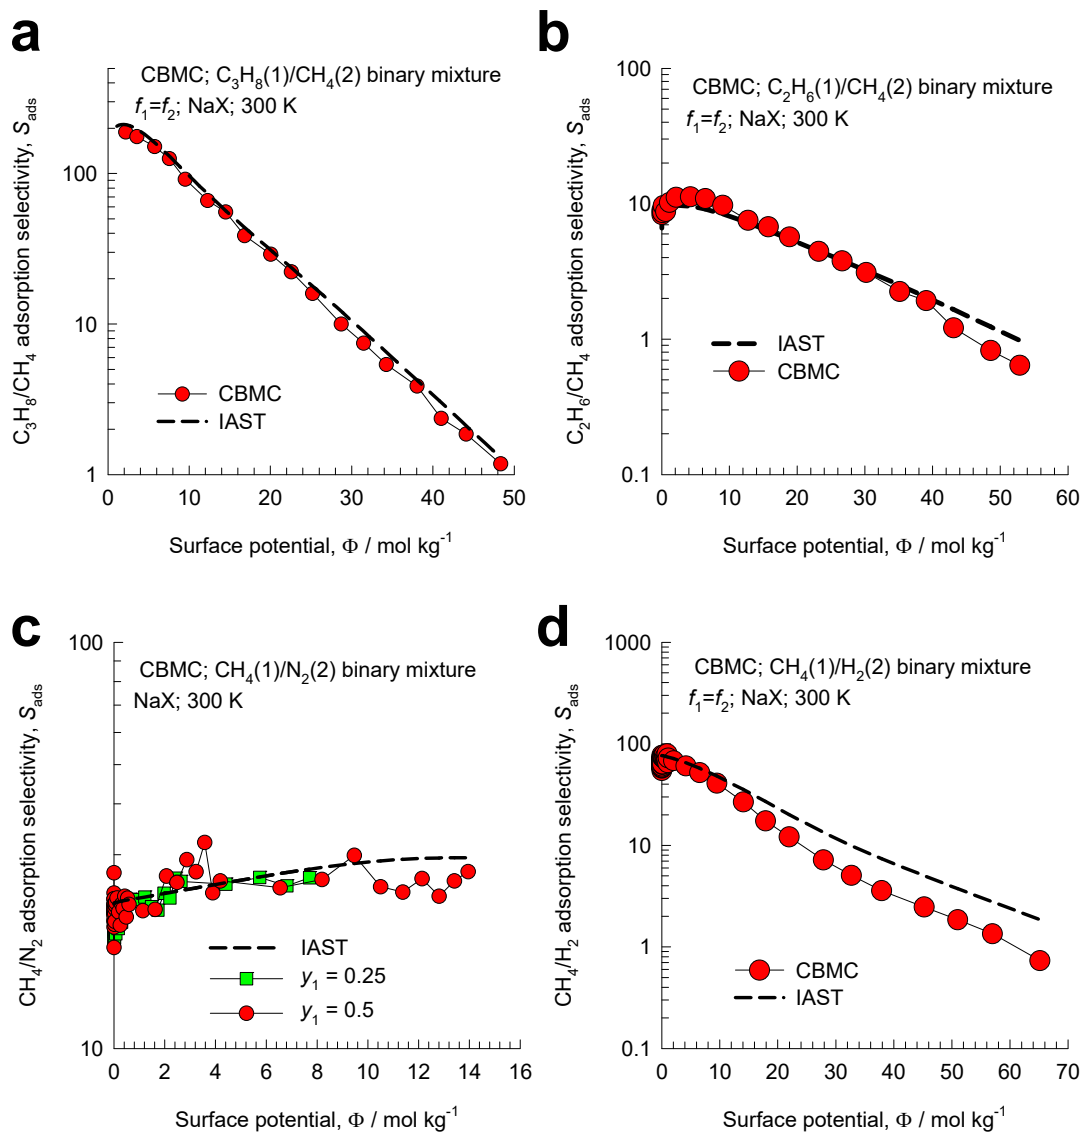 a
CBMC; C₃H₈(1)/CH₄(2) binary mixture
f₁=f₂; NaX; 300 K
C₃H₈/CH₄ adsorption selectivity, S_ads
100
10
1
CBMC
IAST
0 10 20 30 40 50
Surface potential, Φ / mol kg⁻¹
b
CBMC; C₂H₆(1)/CH₄(2) binary mixture
f₁=f₂; NaX; 300 K
C₂H₆/CH₄ adsorption selectivity, S_ads
100
10
1
0.1
IAST
CBMC
0 10 20 30 40 50 60
Surface potential, Φ / mol kg⁻¹
c
CBMC; CH₄(1)/N₂(2) binary mixture
NaX; 300 K
CH₄/N₂ adsorption selectivity, S_ads
100
10
IAST
y₁ = 0.25
y₁ = 0.5
0 2 4 6 8 10 12 14 16
Surface potential, Φ / mol kg⁻¹
d
CBMC; CH₄(1)/H₂(2) binary mixture
f₁=f₂; NaX; 300 K
CH₄/H₂ adsorption selectivity, S_ads
1000
100
10
1
0.1
CBMC
IAST
0 10 20 30 40 50 60 70
Surface potential, Φ / mol kg⁻¹